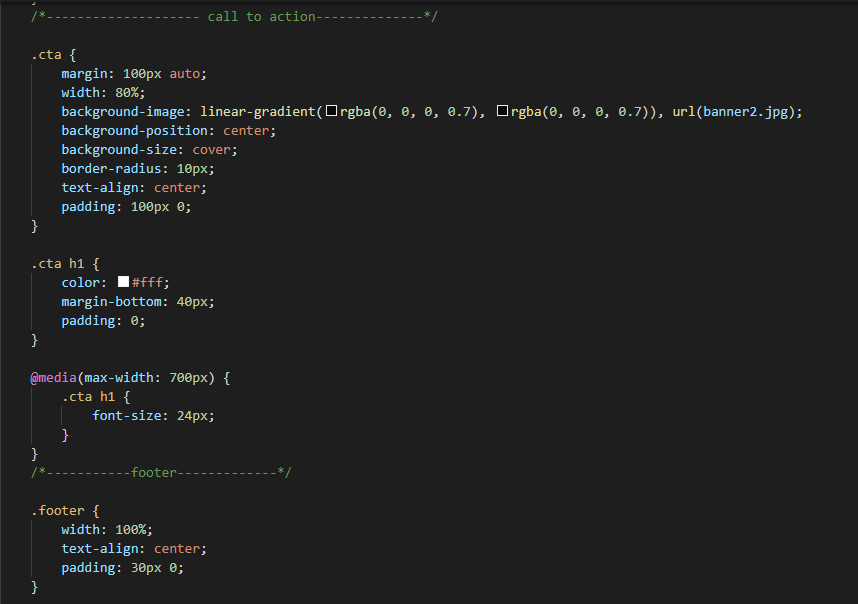 /*-------------------- call to action--------------*/
.cta {
margin: 100px auto;
width: 80%;
background-image: linear-gradient(rgba(0, 0, 0, 0.7), rgba(0, 0, 0, 0.7)), url(banner2.jpg);
background-position: center;
background-size: cover;
border-radius: 10px;
text-align: center;
padding: 100px 0;
}
.cta h1 {
color: #fff;
margin-bottom: 40px;
padding: 0;
}
@media(max-width: 700px) {
.cta h1 {
font-size: 24px;
}
}
/*-----------footer-------------*/
.footer {
width: 100%;
text-align: center;
padding: 30px 0;
}